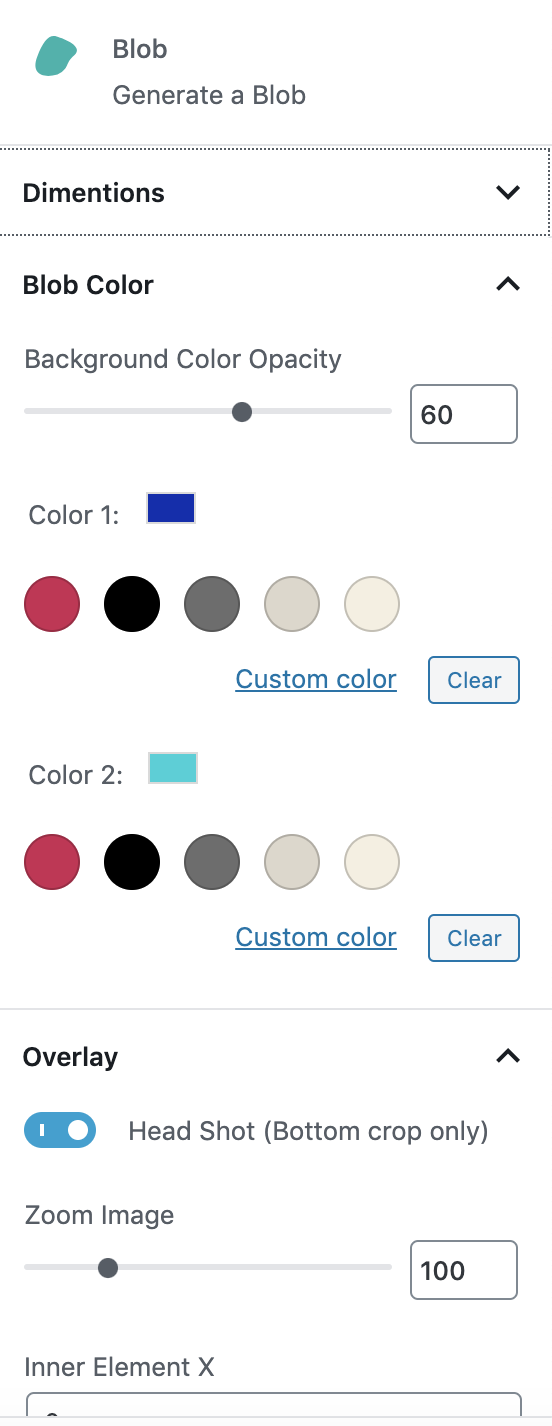 Blob
Generate a Blob
Dimentions
Blob Color
Background Color Opacity
60
Color 1:
Custom color
Clear
Color 2:
Custom color
Clear
Overlay
Head Shot (Bottom crop only)
Zoom Image
100
Inner Element X